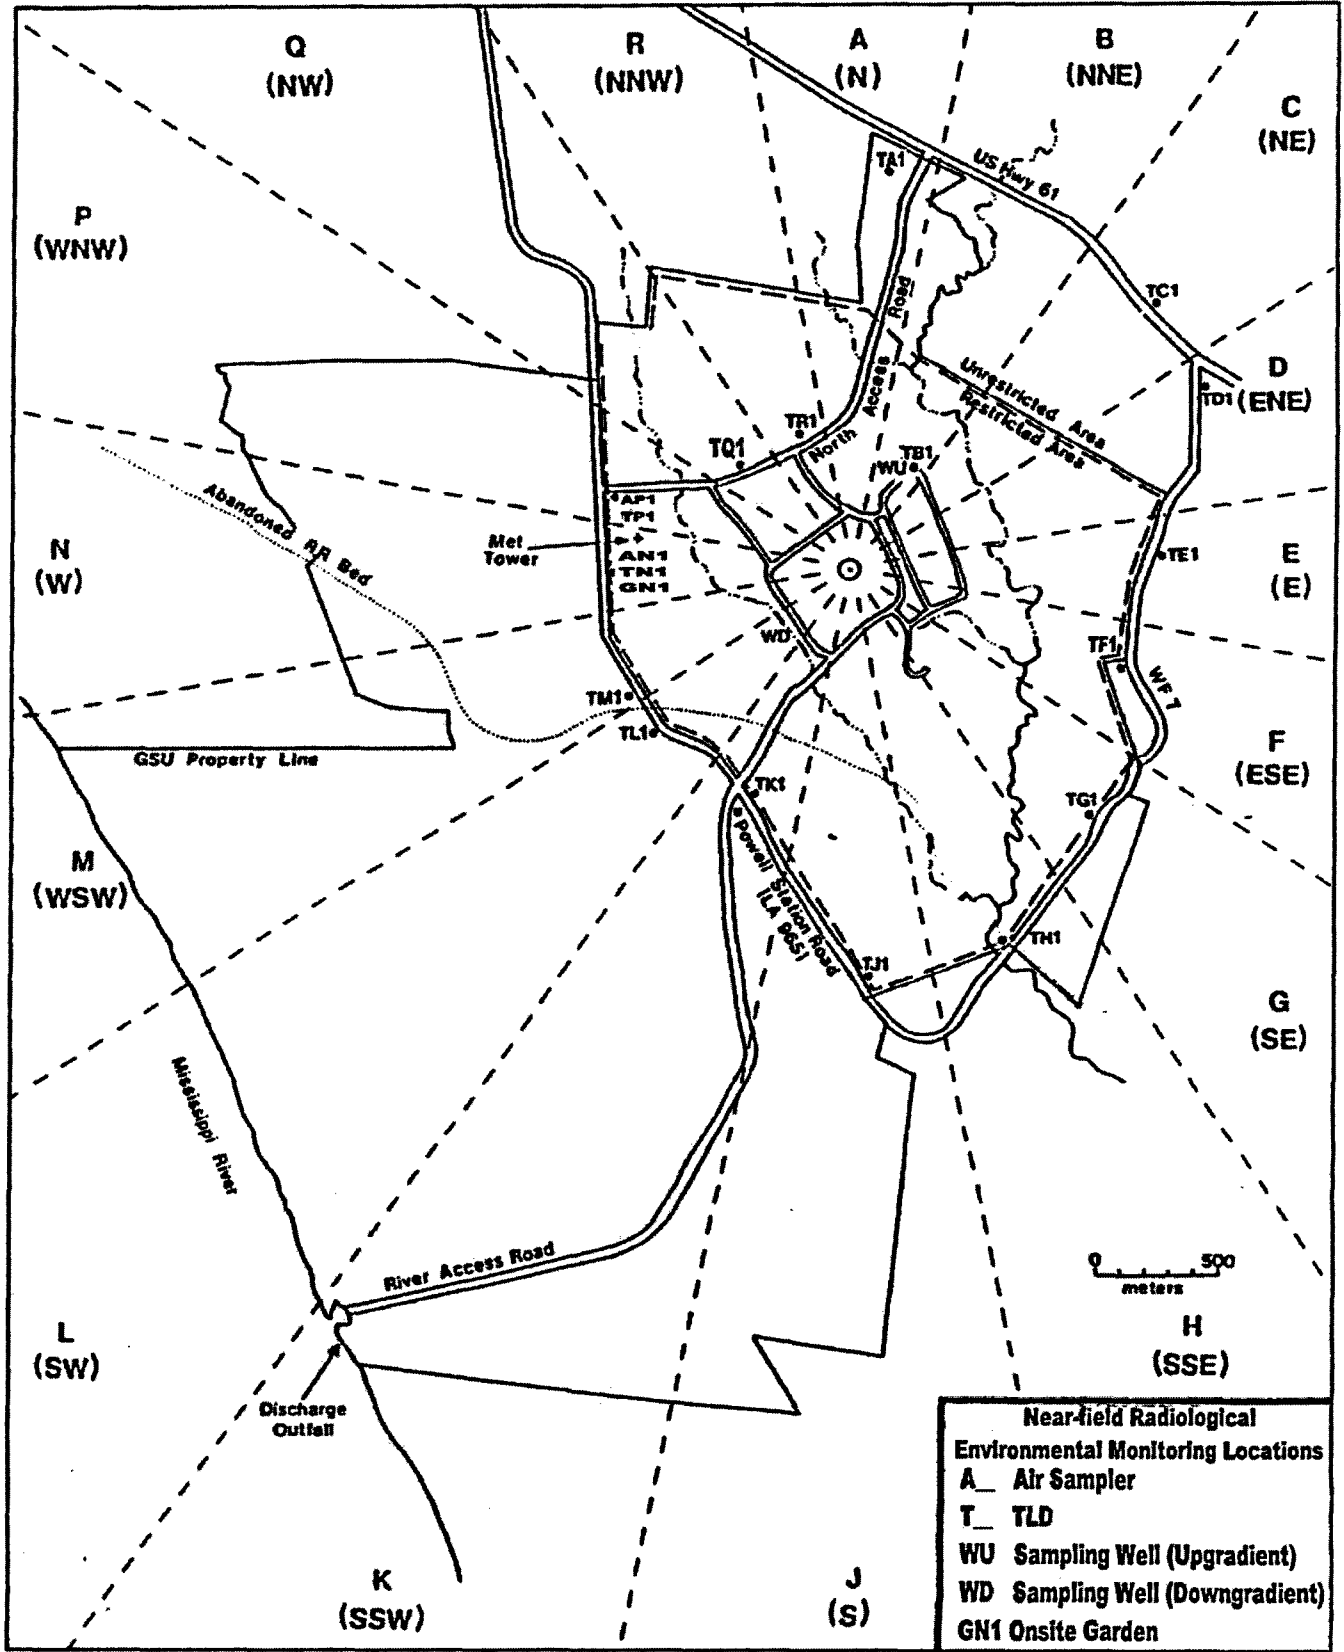 Q
(NW)
R
(NNW)
A
(N)
B
(NNE)
C
(NE)
P
(WNW)
TA1
US Hwy 61
TC1
Road
Access
North
Unrestricted Area
Restricted Area
D
(ENE)
TD1
TR1
TQ1
TB1
WU
Abandoned RR Bed
AP1
TP1
Met
Tower
AN1
TN1
GN1
N
(W)
E
(E)
TE1
WD
TF1
WF7
TM1
TL1
GSU Property Line
F
(ESE)
TK1
TG1
M
(WSW)
Powell Station Road
(LA 965)
TH1
TJ1
G
(SE)
Mississippi River
River Access Road
0 500
meters
L
(SW)
H
(SSE)
Discharge
Outfall
K
(SSW)
J
(S)
Near-field Radiological
Environmental Monitoring Locations
A_ Air Sampler
T_ TLD
WU Sampling Well (Upgradient)
WD Sampling Well (Downgradient)
GN1 Onsite Garden